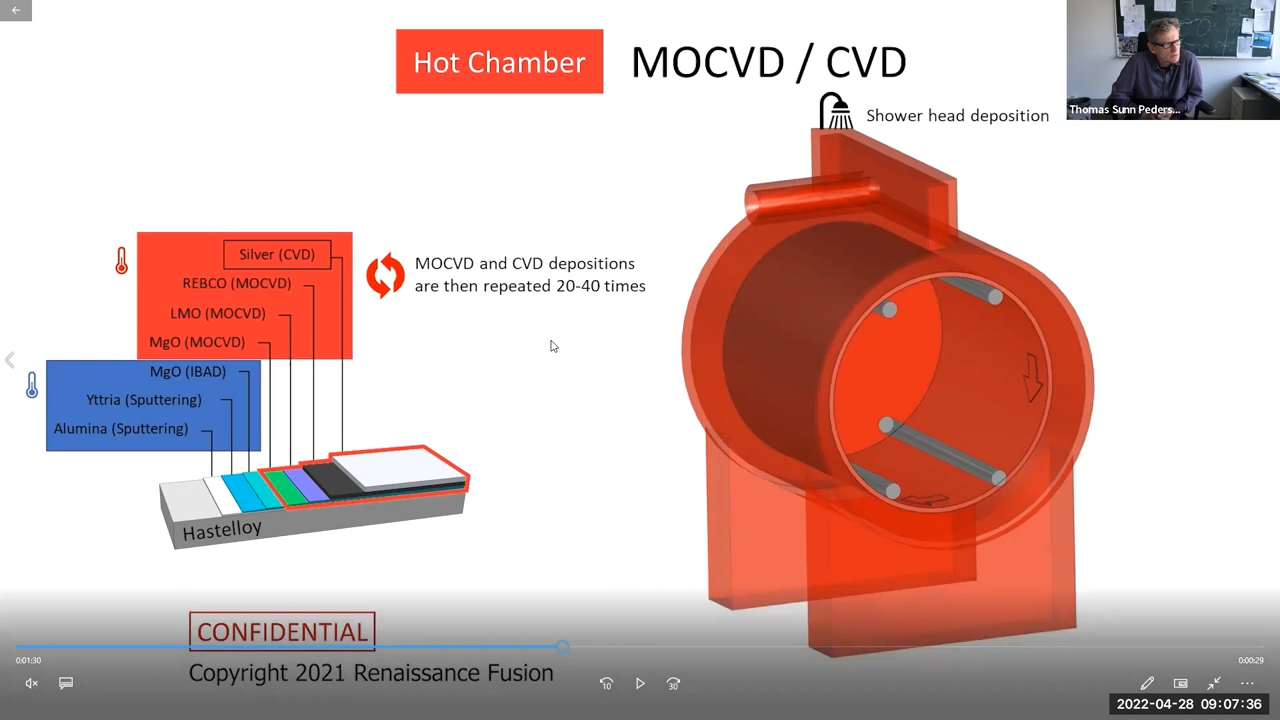 Hot Chamber
MOCVD / CVD
Thomas Sunn Peders...
Shower head deposition
Silver (CVD)
REBCO (MOCVD)
LMO (MOCVD)
MgO (MOCVD)
MgO (IBAD)
Yttria (Sputtering)
Alumina (Sputtering)
MOCVD and CVD depositions
are then repeated 20-40 times
Hastelloy
CONFIDENTIAL
Copyright 2021 Renaissance Fusion
0:01:30
0:00:29
10
30
2022-04-28 09:07:36